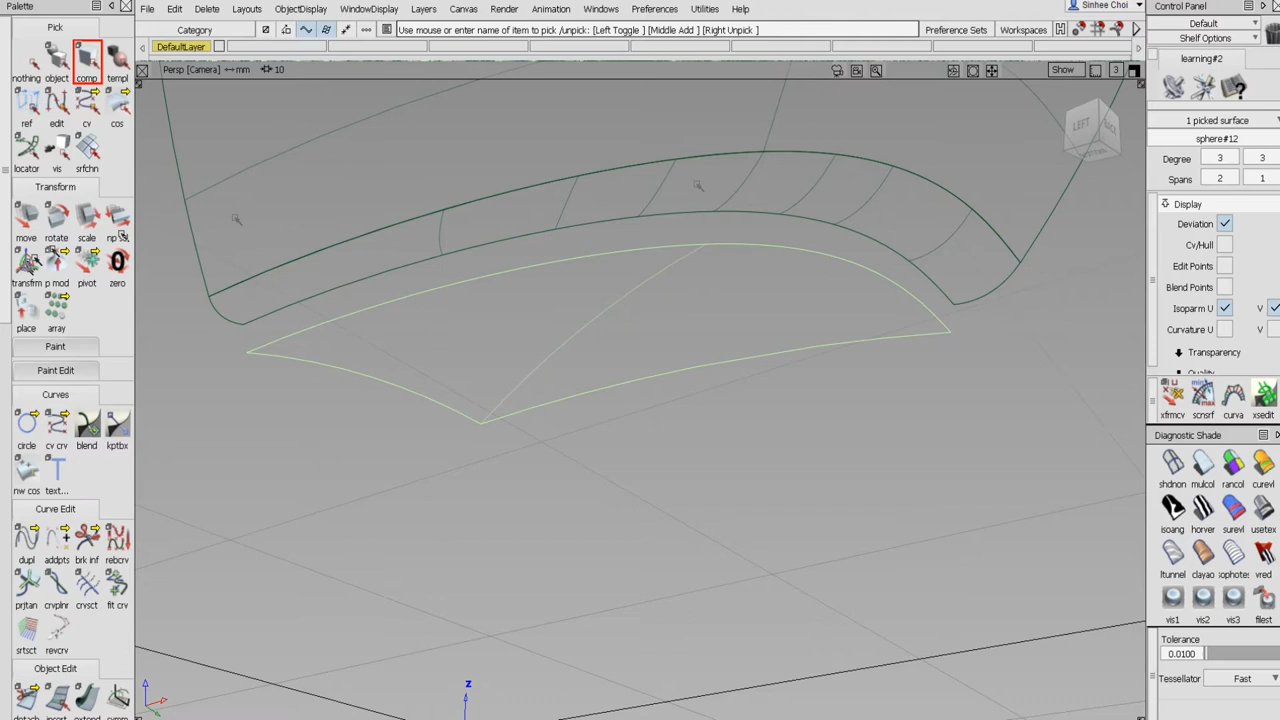 Palette
File
Edit
Delete
Layouts
ObjectDisplay
WindowDisplay
Layers
Canvas
Render
Animation
Windows
Preferences
Utilities
Help
Sinhee Choi
Control Panel
Category
Use mouse or enter name of item to pick /unpick: [Left Toggle ] [Middle Add ] [Right Unpick ]
Preference Sets
Workspaces
Default
Shelf Options
DefaultLayer
Persp [Camera]
mm
10
Show
3
learning#2
LEFT
BACK
1 picked surface
sphere#12
Degree 3 3
Spans 2 1
Display
Deviation
Cv/Hull
Edit Points
Blend Points
Isoparm U V
Curvature U V
Transparency
xfrmcv
scnsrf
curva
xsedit
Diagnostic Shade
shdnon
mulcol
rancol
curevl
isoang
horver
surevl
usetex
ltunnel
clayao
vred
vis1
vis2
vis3
filest
Tolerance
0.0100
Tessellator Fast
Pick
nothing
object
comp
templ
ref
edit
cv
cos
locator
vis
srfchn
Transform
move
rotate
scale
transfrm
p mod
pivot
zero
place
array
Paint
Paint Edit
Curves
circle
cv crv
blend
kptbx
nw cos
text...
Curve Edit
dupl
addpts
brk inf
rebcrv
prjtan
crvplnr
crvsct
fit crv
srtsct
revcrv
Object Edit
z